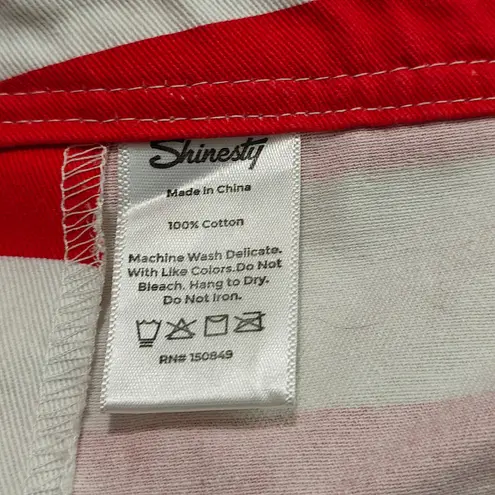 Shinesty
Made in China
100% Cotton
Machine Wash Delicate.
With Like Colors.Do Not
Bleach. Hang to Dry.
Do Not Iron.
RN# 150849